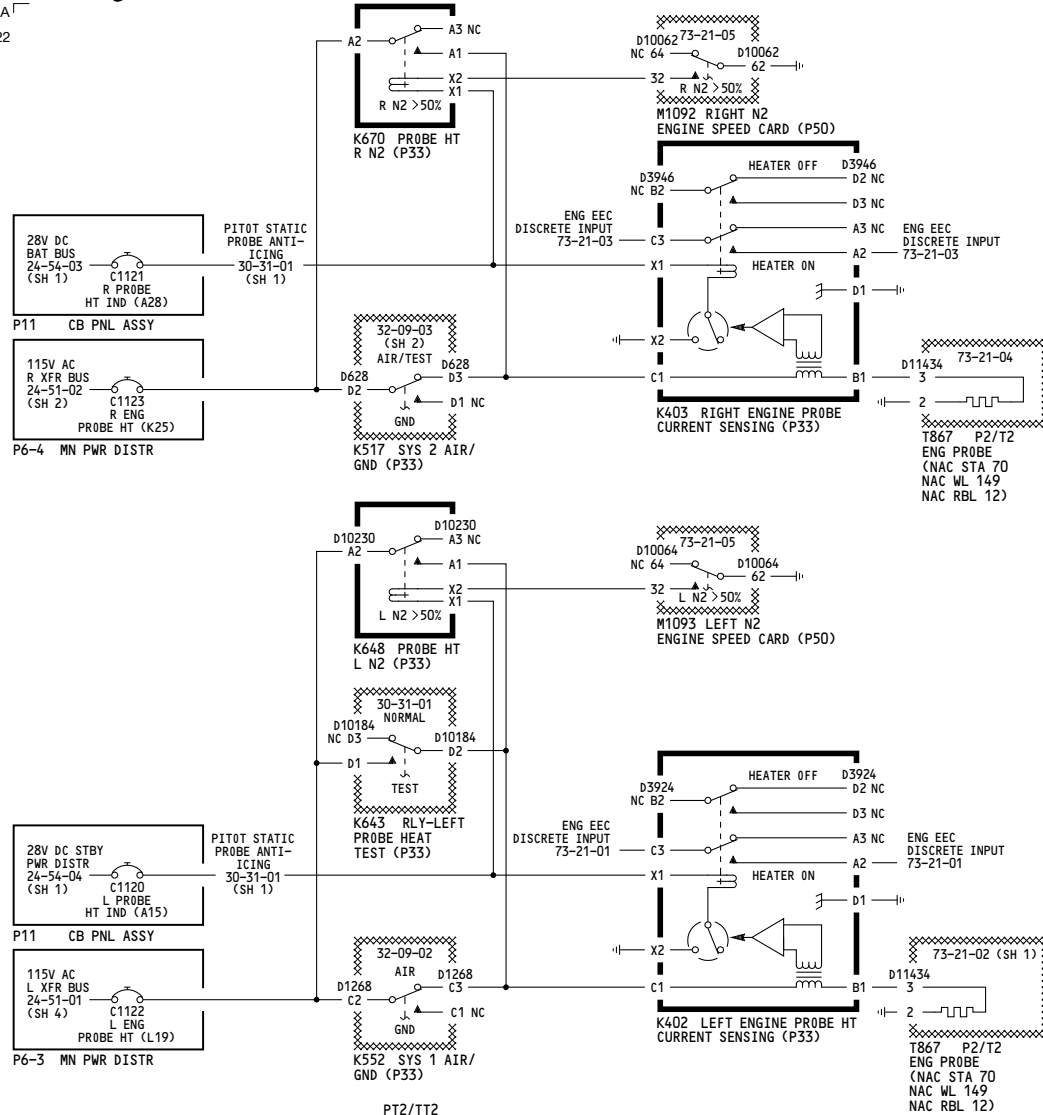 A
22
A2
A3 NC
A1
X2
X1
R N2 >50%
K670 PROBE HT
R N2 (P33)
D10062
73-21-05
NC 64
D10062
62
32
R N2 >50%
M1092 RIGHT N2
ENGINE SPEED CARD (P50)
HEATER OFF
D3946
NC B2
D3946
D2 NC
D3 NC
ENG EEC
DISCRETE INPUT
73-21-03
C3
A3 NC
A2
ENG EEC
DISCRETE INPUT
73-21-03
X1
HEATER ON
D1
X2
C1
B1
K403 RIGHT ENGINE PROBE
CURRENT SENSING (P33)
28V DC
BAT BUS
24-54-03
(SH 1)
C1121
R PROBE
HT IND (A28)
P11 CB PNL ASSY
PITOT STATIC
PROBE ANTI-
ICING
30-31-01
(SH 1)
115V AC
R XFR BUS
24-51-02
(SH 2)
C1123
R ENG
PROBE HT (K25)
P6-4 MN PWR DISTR
32-09-03
(SH 2)
AIR/TEST
D628
D2
D628
D3
D1 NC
GND
K517 SYS 2 AIR/
GND (P33)
73-21-04
D11434
3
2
T867 P2/T2
ENG PROBE
(NAC STA 70
NAC WL 149
NAC RBL 12)
D10230
A2
D10230
A3 NC
A1
X2
X1
L N2 >50%
K648 PROBE HT
L N2 (P33)
73-21-05
D10064
NC 64
D10064
62
32
L N2 >50%
M1093 LEFT N2
ENGINE SPEED CARD (P50)
30-31-01
NORMAL
D10184
NC D3
D10184
D2
D1
TEST
K643 RLY-LEFT
PROBE HEAT
TEST (P33)
HEATER OFF
D3924
NC B2
D3924
D2 NC
D3 NC
ENG EEC
DISCRETE INPUT
73-21-01
C3
A3 NC
A2
ENG EEC
DISCRETE INPUT
73-21-01
X1
HEATER ON
D1
X2
C1
B1
K402 LEFT ENGINE PROBE HT
CURRENT SENSING (P33)
28V DC STBY
PWR DISTR
24-54-04
(SH 1)
C1120
L PROBE
HT IND (A15)
P11 CB PNL ASSY
PITOT STATIC
PROBE ANTI-
ICING
30-31-01
(SH 1)
115V AC
L XFR BUS
24-51-01
(SH 4)
C1122
L ENG
PROBE HT (L19)
P6-3 MN PWR DISTR
32-09-02
AIR
D1268
C2
D1268
C3
C1 NC
GND
K552 SYS 1 AIR/
GND (P33)
73-21-02 (SH 1)
D11434
3
2
T867 P2/T2
ENG PROBE
(NAC STA 70
NAC WL 149
NAC RBL 12)
PT2/TT2